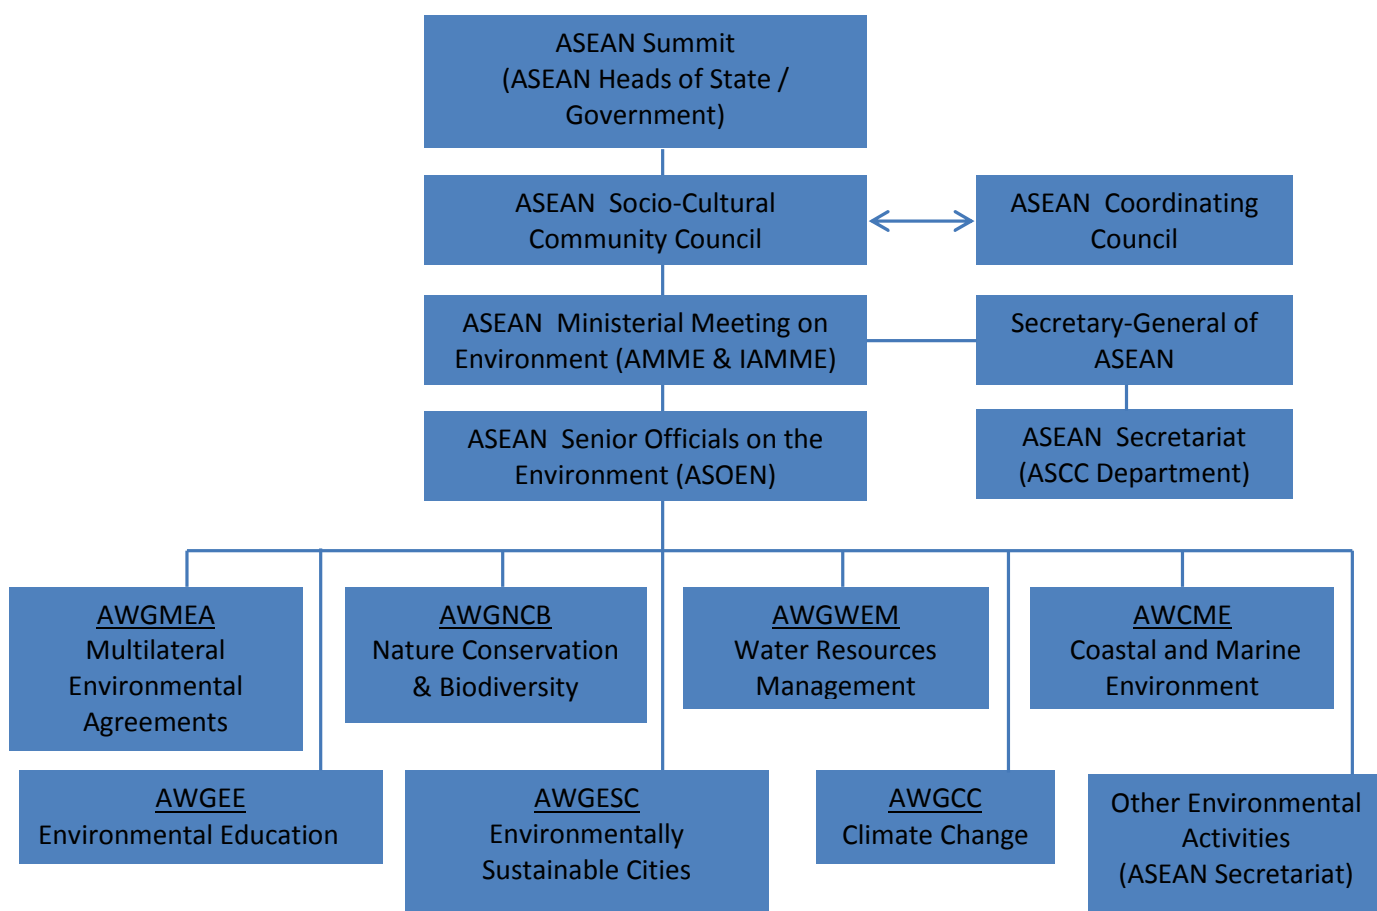 ASEAN Summit
(ASEAN Heads of State /
Government)
ASEAN  Socio-Cultural
Community Council
ASEAN  Coordinating
Council
ASEAN  Ministerial Meeting on
Environment (AMME & IAMME)
Secretary-General of
ASEAN
ASEAN  Senior Officials on the
Environment (ASOEN)
ASEAN  Secretariat
(ASCC Department)
AWGMEA
Multilateral
Environmental
Agreements
AWGNCB
Nature Conservation
& Biodiversity
AWGWEM
Water Resources
Management
AWCME
Coastal and Marine
Environment
AWGEE
Environmental Education
AWGESC
Environmentally
Sustainable Cities
AWGCC
Climate Change
Other Environmental
Activities
(ASEAN Secretariat)